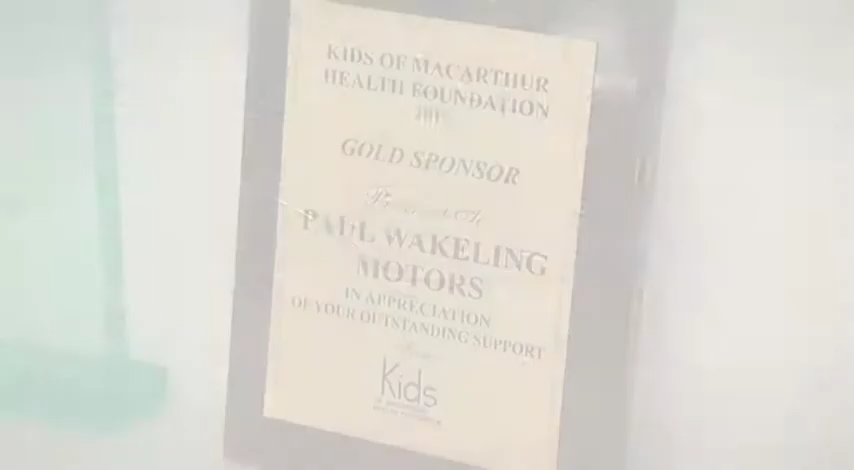 KIDS OF MACARTHUR
HEALTH FOUNDATION
GOLD SPONSOR
PAUL WAKELING
MOTORS
IN APPRECIATION
OF YOUR OUTSTANDING SUPPORT
Kids